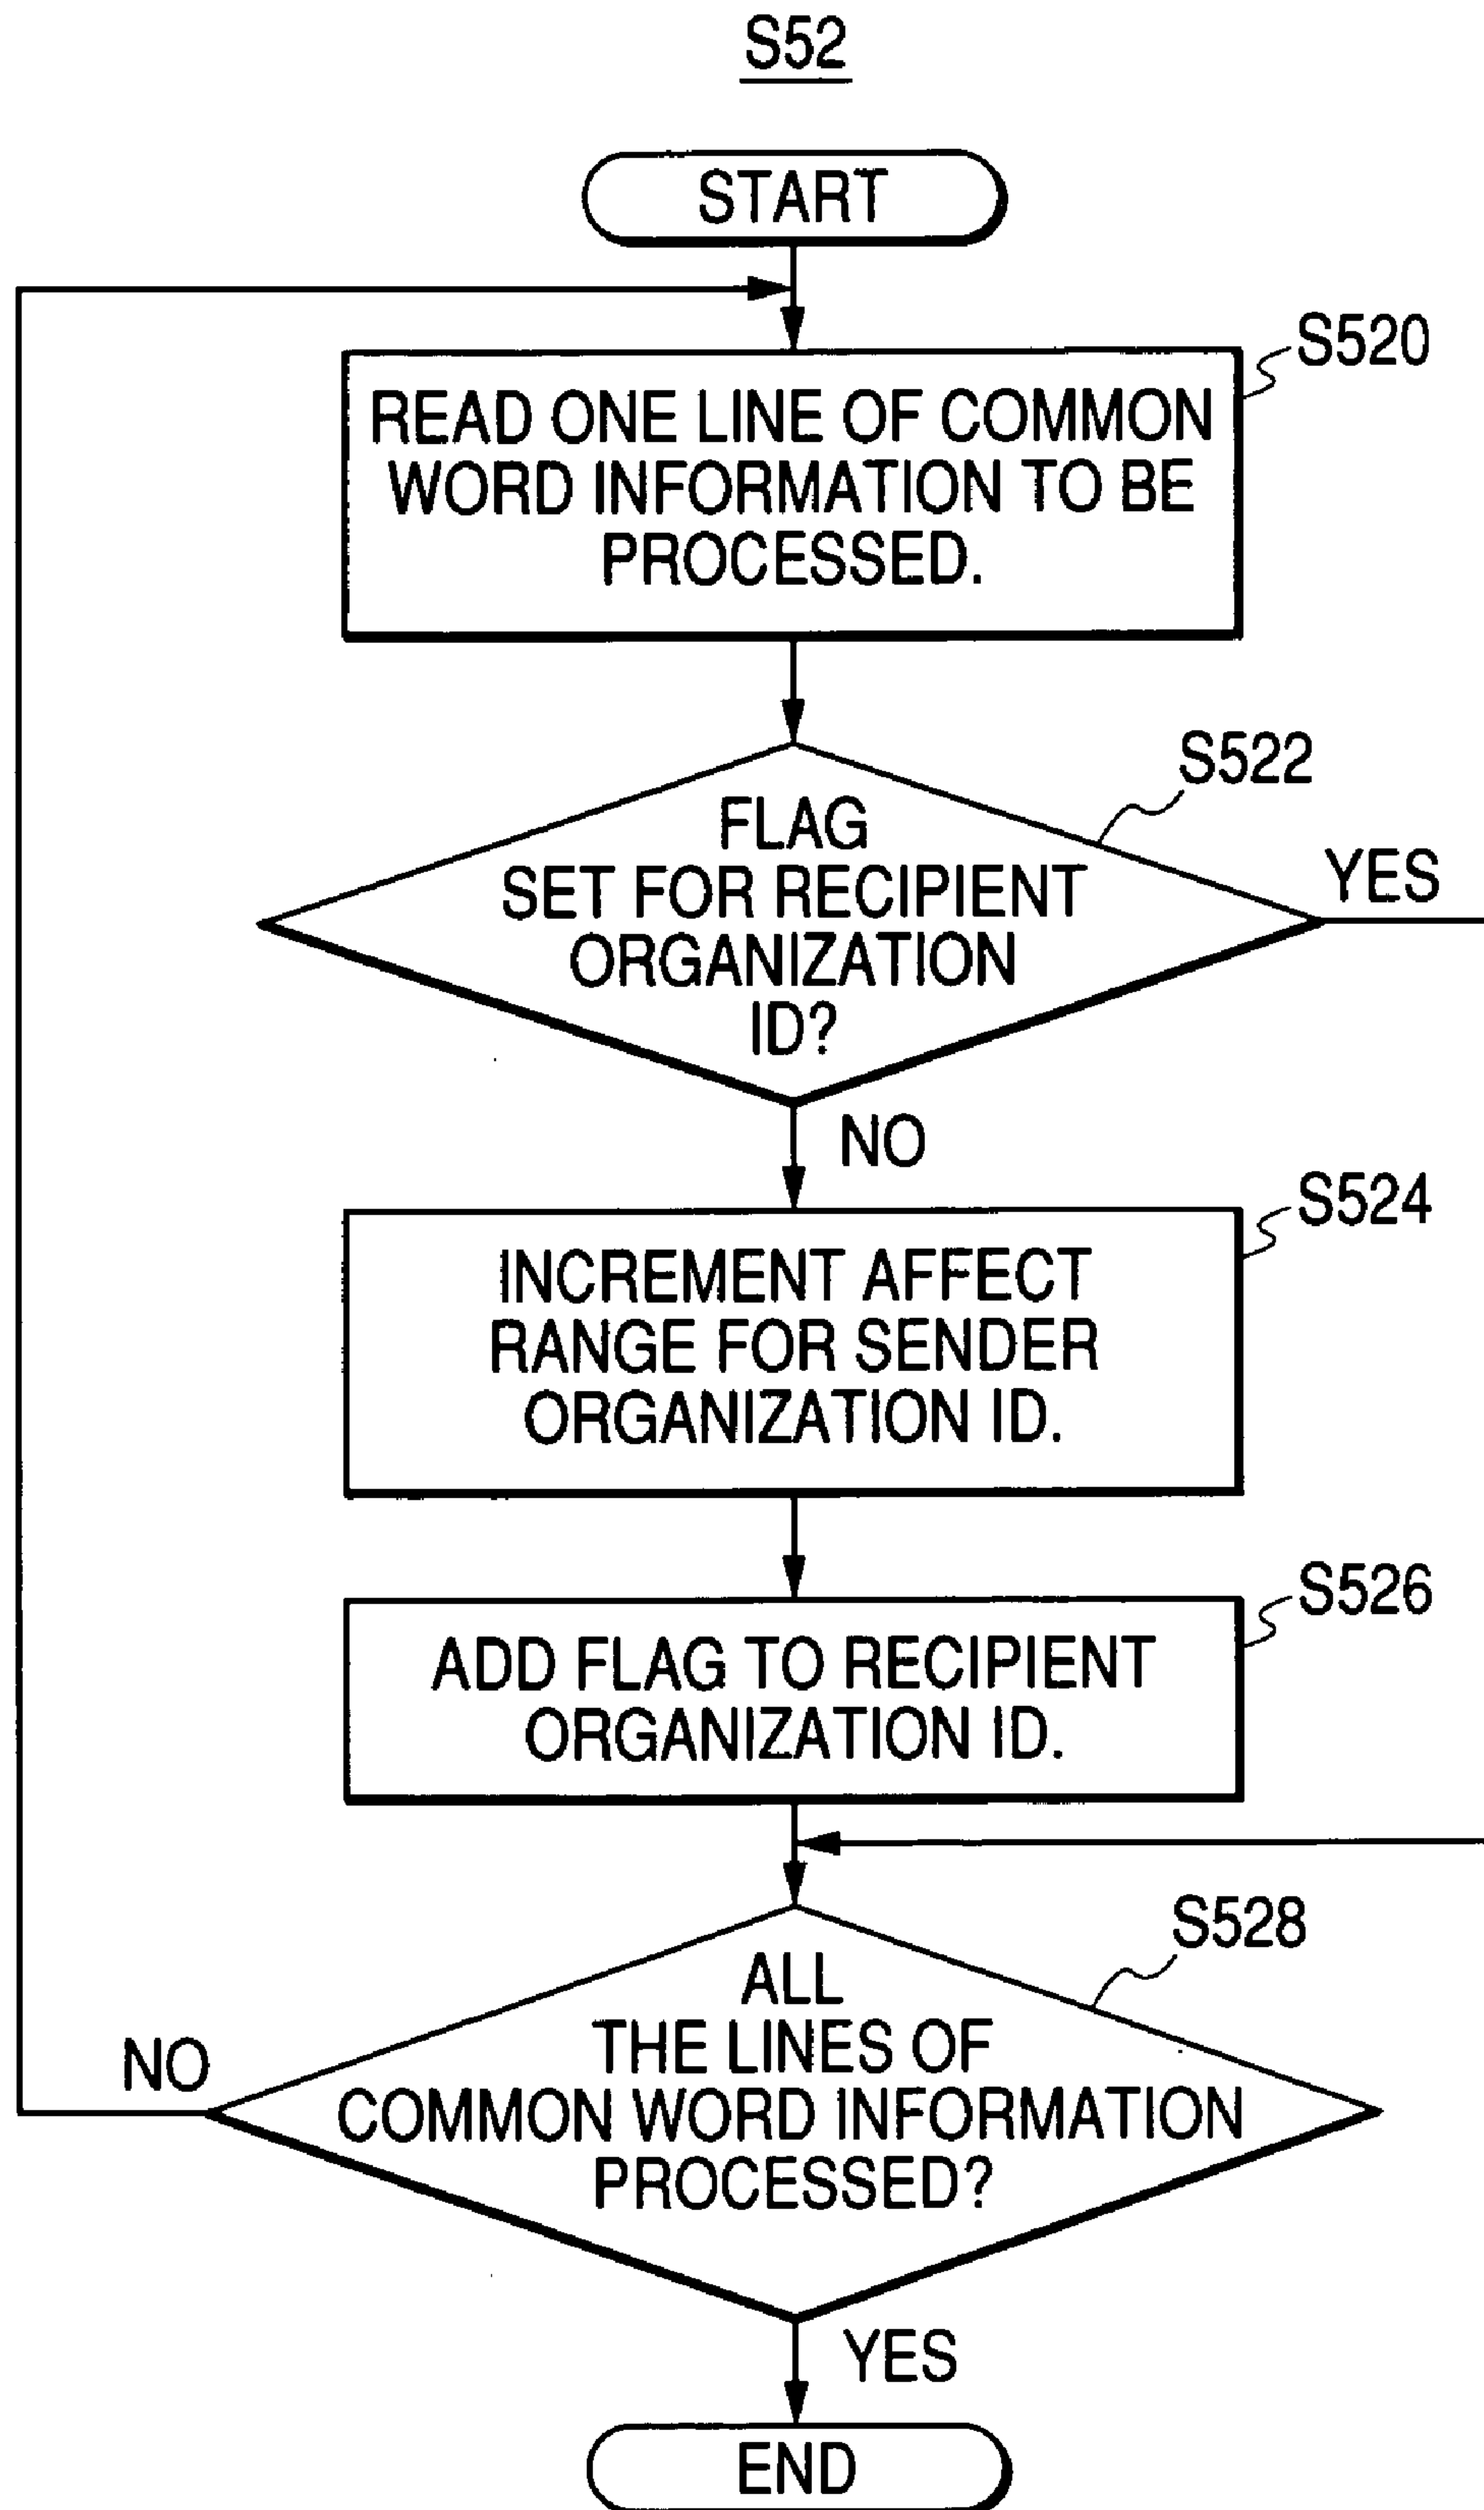 S52
START
S520
READ ONE LINE OF COMMON
WORD INFORMATION TO BE
PROCESSED.
S522
FLAG
SET FOR RECIPIENT
ORGANIZATION
ID?
YES
NO
S524
INCREMENT AFFECT
RANGE FOR SENDER
ORGANIZATION ID.
S526
ADD FLAG TO RECIPIENT
ORGANIZATION ID.
S528
ALL
THE LINES OF
COMMON WORD INFORMATION
PROCESSED?
NO
YES
END